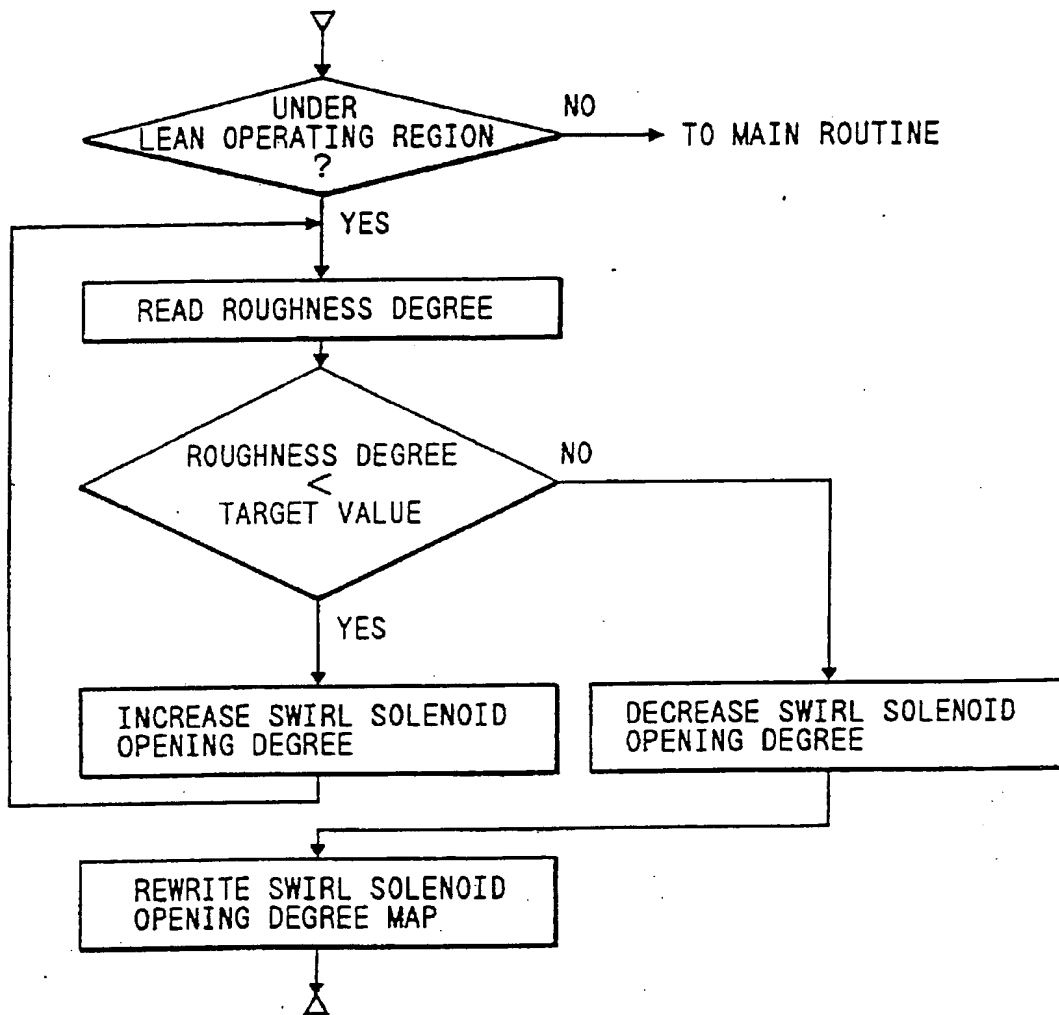 UNDER
LEAN OPERATING REGION
?
NO
TO MAIN ROUTINE
YES
READ ROUGHNESS DEGREE
ROUGHNESS DEGREE
<
TARGET VALUE
NO
YES
INCREASE SWIRL SOLENOID
OPENING DEGREE
DECREASE SWIRL SOLENOID
OPENING DEGREE
REWRITE SWIRL SOLENOID
OPENING DEGREE MAP